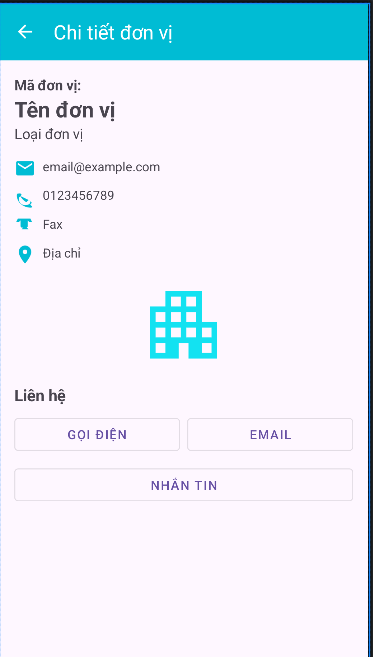 Chi tiết đơn vị
Mã đơn vị:
Tên đơn vị
Loại đơn vị
email@example.com
0123456789
Fax
Địa chỉ
Liên hệ
GỌI ĐIỆN
EMAIL
NHẮN TIN